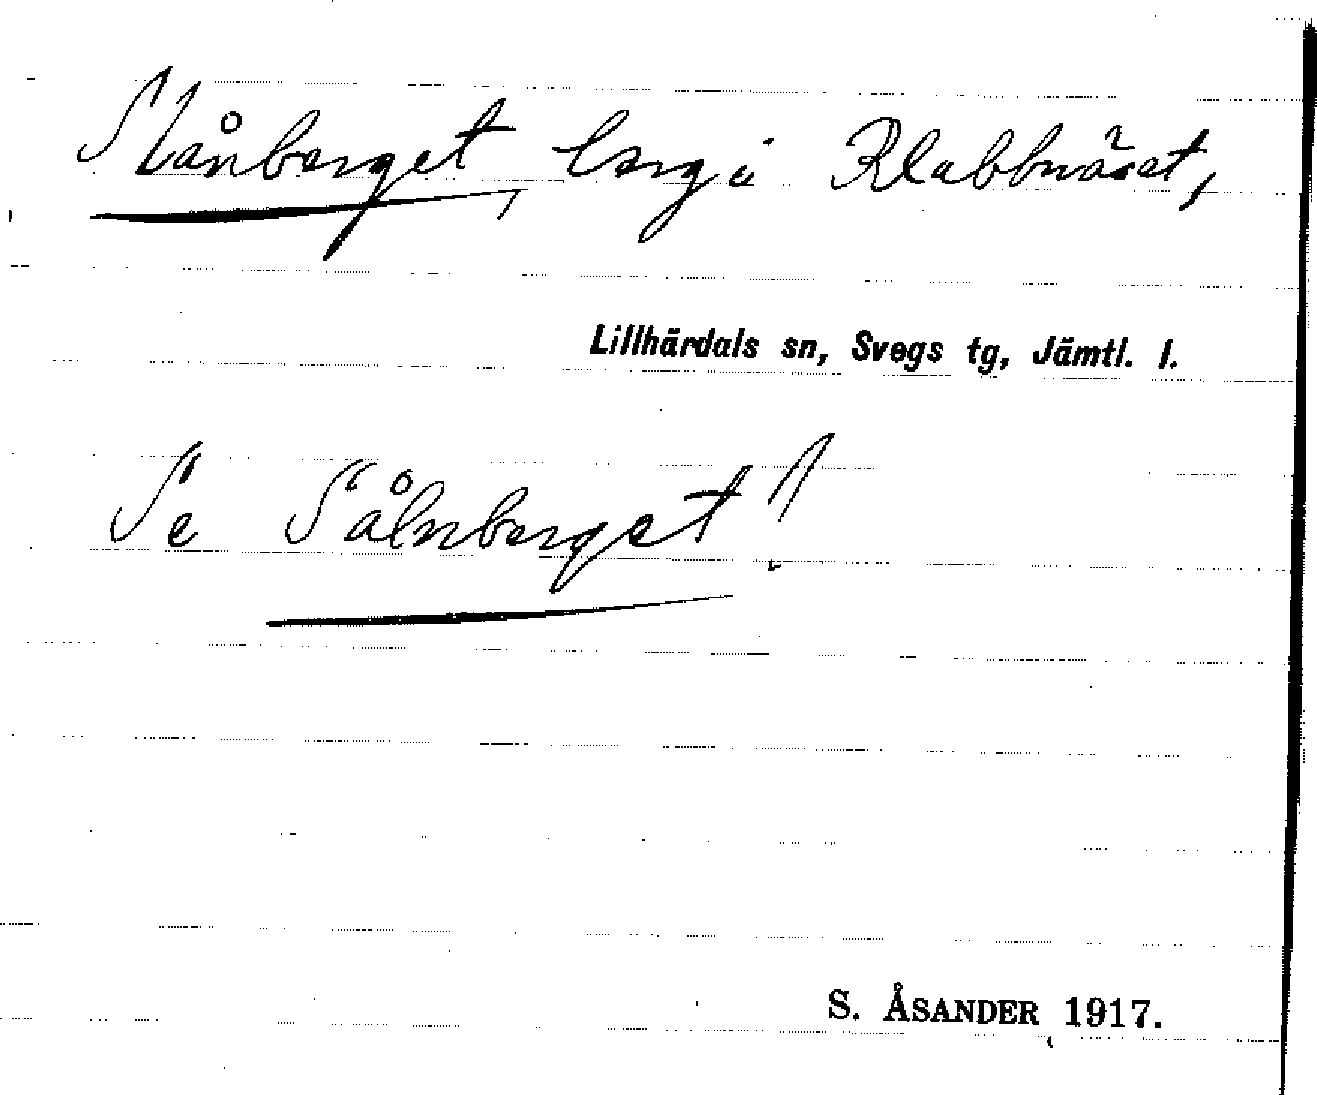 Slånberget, berg i Klabbnäset,
Lillhärdals sn, Svegs tg, Jämtl. l.
Se Sålnberget!
S. ÅSANDER 1917.